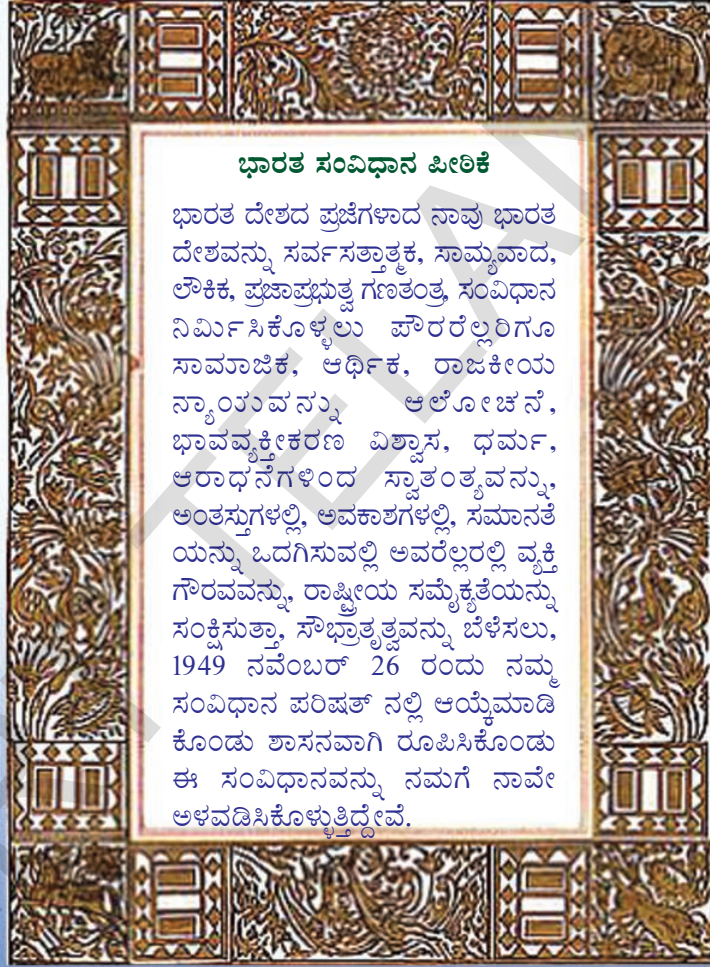 ಭಾರತ ಸಂವಿಧಾನ ಪೀಠಿಕೆ
ಭಾರತ ದೇಶದ ಪ್ರಜೆಗಳಾದ ನಾವು ಭಾರತ
ದೇಶವನ್ನು ಸರ್ವಸತ್ತಾತ್ಮಕ, ಸಾಮ್ಯವಾದ,
ಲೌಕಿಕ, ಪ್ರಜಾಪ್ರಭುತ್ವ ಗಣತಂತ್ರ, ಸಂವಿಧಾನ
ನಿರ್ಮಿಸಿಕೊಳ್ಳಲು ಪೌರರೆಲ್ಲರಿಗೂ
ಸಾಮಾಜಿಕ, ಆರ್ಥಿಕ, ರಾಜಕೀಯ
ನ್ಯಾಯವನ್ನು ಆಲೋಚನೆ,
ಭಾವವ್ಯಕ್ತೀಕರಣ ವಿಶ್ವಾಸ, ಧರ್ಮ,
ಆರಾಧನೆಗಳಿಂದ ಸ್ವಾತಂತ್ಯವನ್ನು,
ಅಂತಸ್ತುಗಳಲ್ಲಿ, ಅವಕಾಶಗಳಲ್ಲಿ, ಸಮಾನತೆ
ಯನ್ನು ಒದಗಿಸುವಲ್ಲಿ ಅವರೆಲ್ಲರಲ್ಲಿ ವ್ಯಕ್ತಿ
ಗೌರವವನ್ನು, ರಾಷ್ಟ್ರೀಯ ಸಮೈಕ್ಯತೆಯನ್ನು
ಸಂಕ್ಷಿಸುತ್ತಾ, ಸೌಭ್ರಾತೃತ್ವವನ್ನು ಬೆಳೆಸಲು,
1949 ನವೆಂಬರ್ 26 ರಂದು ನಮ್ಮ
ಸಂವಿಧಾನ ಪರಿಷತ್ ನಲ್ಲಿ ಆಯ್ಕೆಮಾಡಿ
ಕೊಂಡು ಶಾಸನವಾಗಿ ರೂಪಿಸಿಕೊಂಡು
ಈ ಸಂವಿಧಾನವನ್ನು ನಮಗೆ ನಾವೇ
ಅಳವಡಿಸಿಕೊಳ್ಳುತ್ತಿದ್ದೇವೆ.